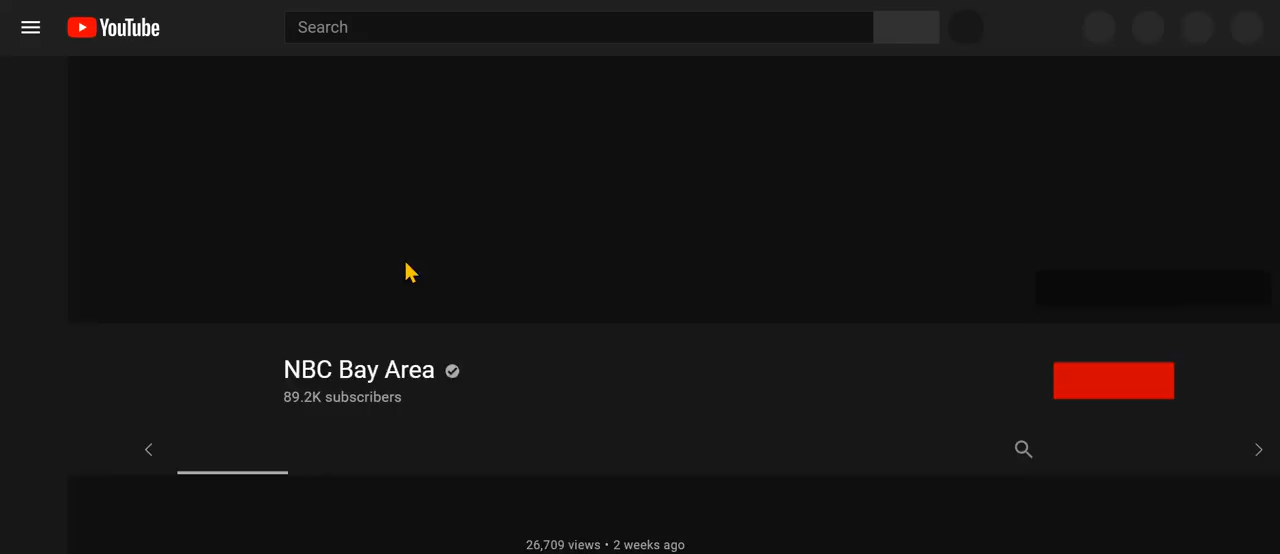 YouTube
Search
NBC Bay Area
89.2K subscribers
26,709 views • 2 weeks ago